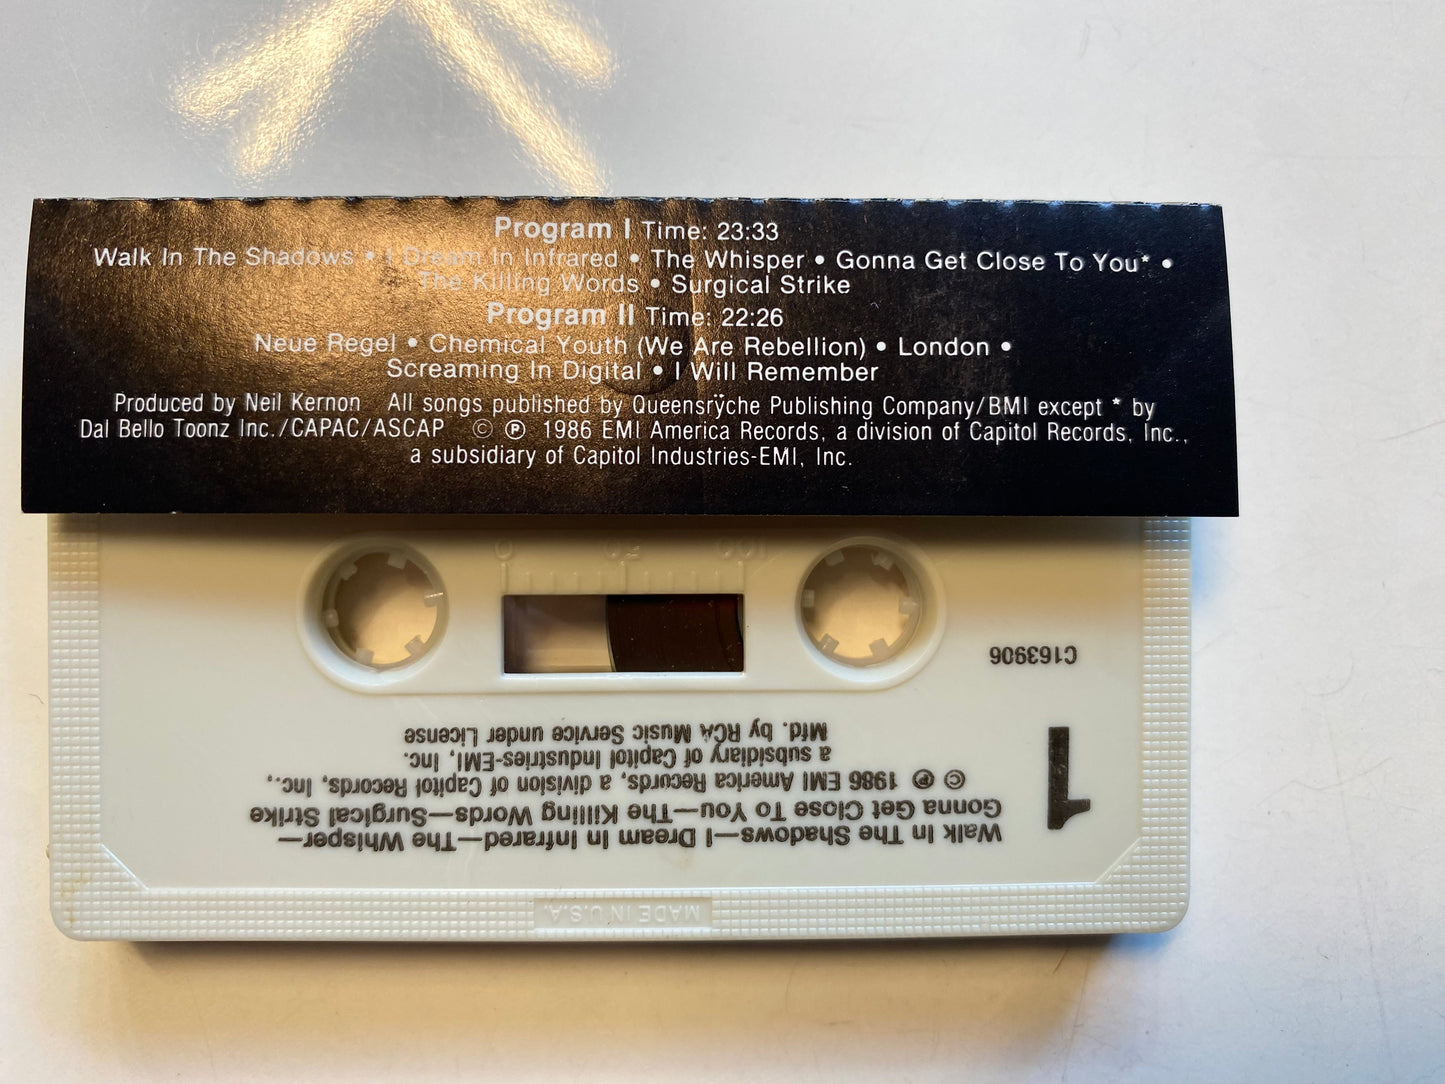 Program I Time: 23:33
Walk In The Shadows • I Dream In Infrared • The Whisper • Gonna Get Close To You* •
The Killing Words • Surgical Strike
Program II Time: 22:26
Neue Regel • Chemical Youth (We Are Rebellion) • London •
Screaming In Digital • I Will Remember
Produced by Neil Kernon All songs published by Queensrÿche Publishing Company/BMI except * by
Dal Bello Toonz Inc./CAPAC/ASCAP © ℗ 1986 EMI America Records, a division of Capitol Records, Inc.,
a subsidiary of Capitol Industries-EMI, Inc.
0 50 100
C163906
1
Walk In The Shadows—I Dream In Infrared—The Whisper—
Gonna Get Close To You—The Killing Words—Surgical Strike
© ℗ 1986 EMI America Records, a division of Capitol Records, Inc.,
a subsidiary of Capitol Industries-EMI, Inc.
Mfd. by RCA Music Service under License
MADE IN U.S.A.